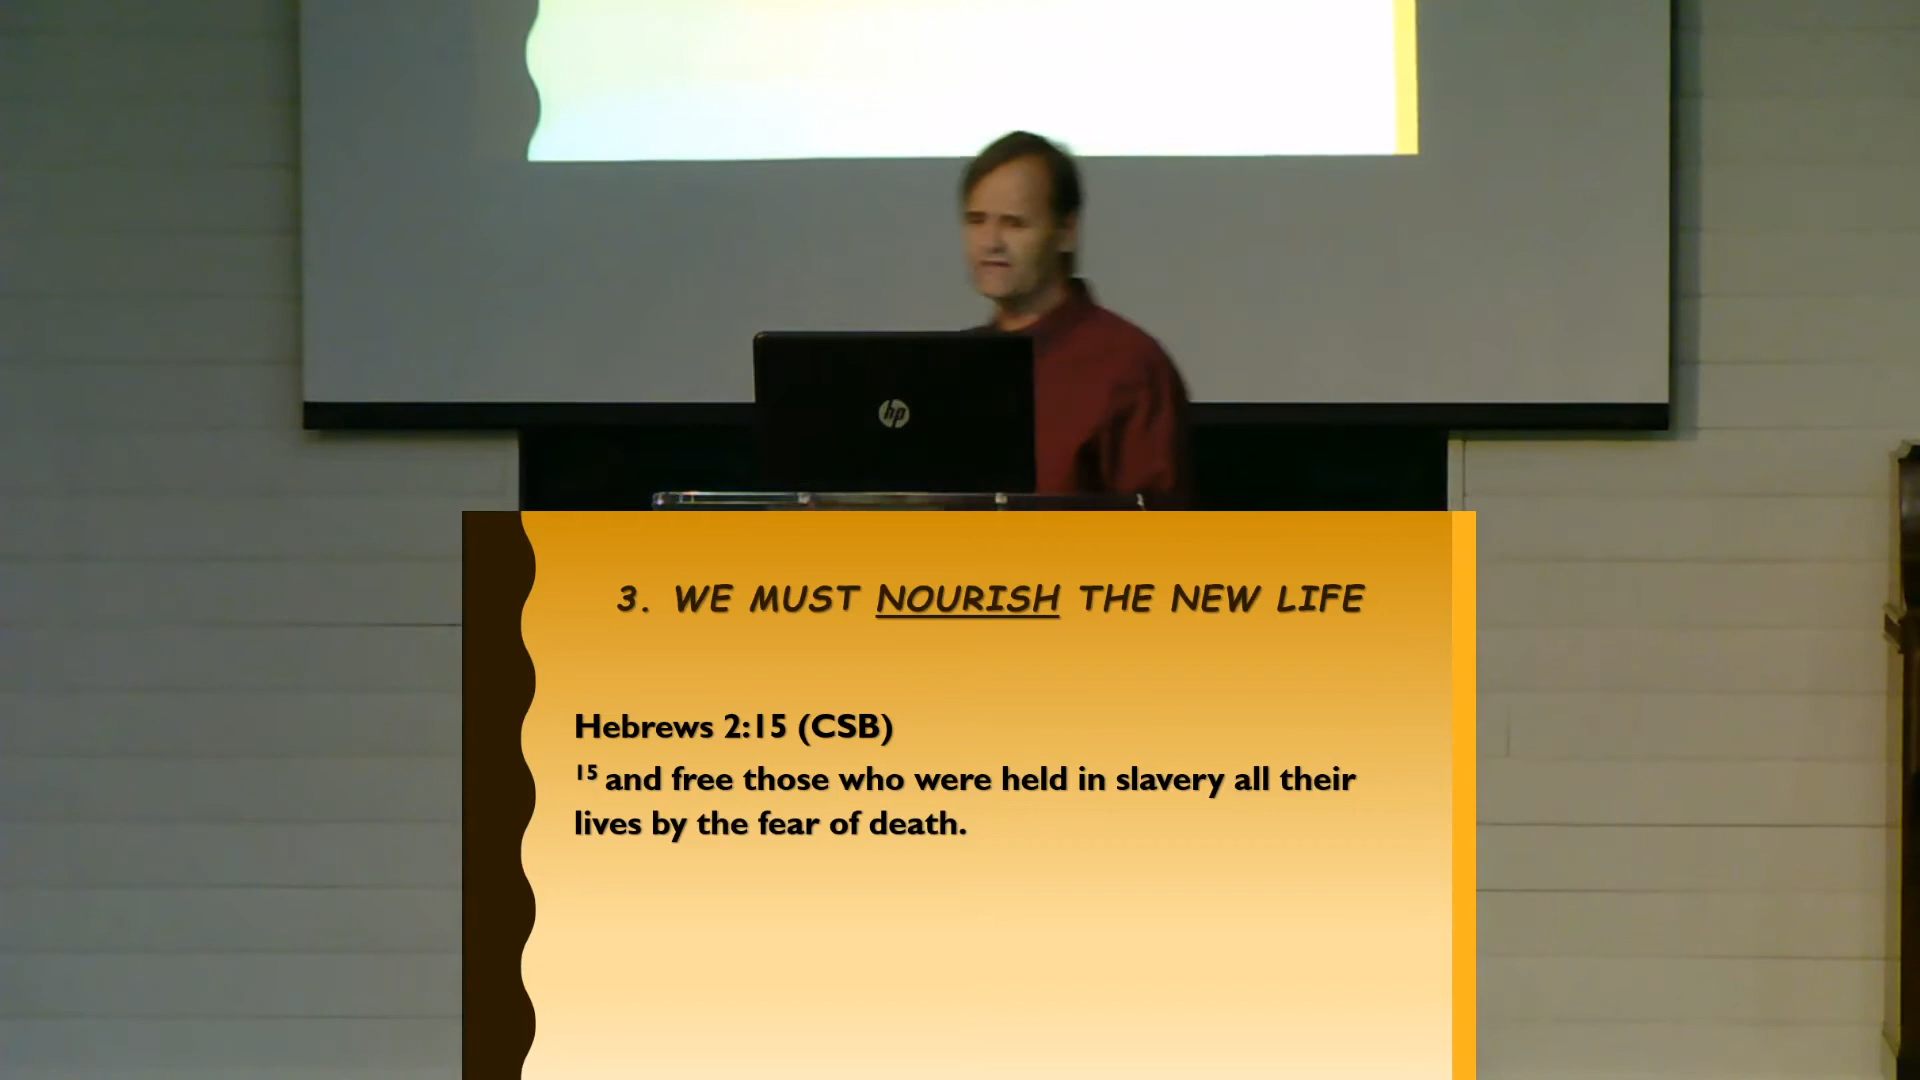 hp
3. WE MUST NOURISH THE NEW LIFE
Hebrews 2:15 (CSB)
15 and free those who were held in slavery all their
lives by the fear of death.